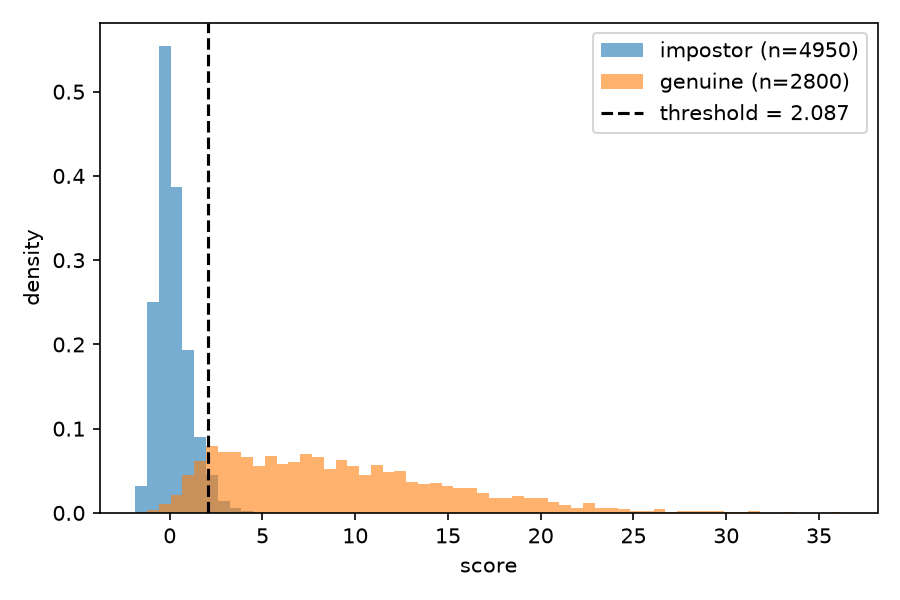 impostor (n=4950)
genuine (n=2800)
threshold = 2.087
density
0.5
0.4
0.3
0.2
0.1
0.0
0 5 10 15 20 25 30 35
score